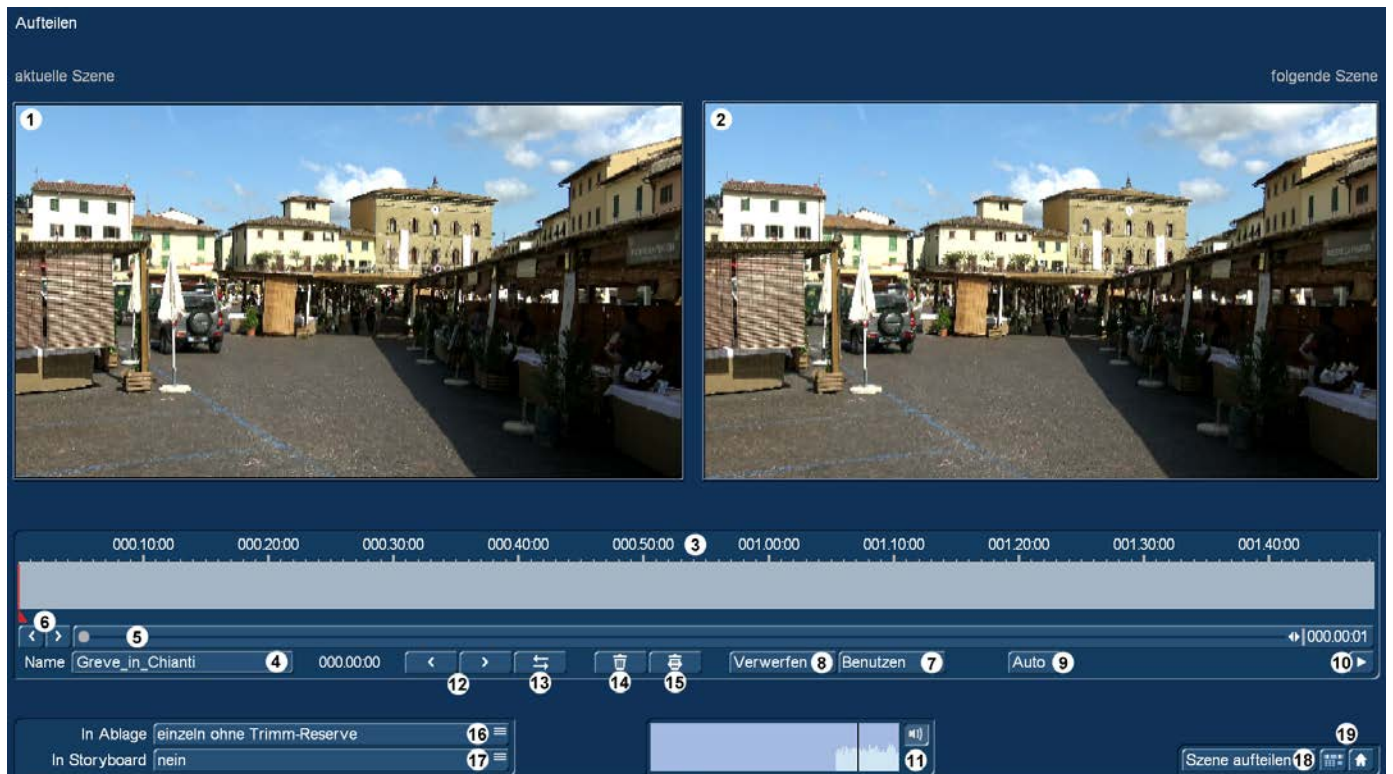 Aufteilen
aktuelle Szene folgende Szene
1 2
000.10:00 000.20:00 000.30:00 000.40:00 000.50:00 3 001.00:00 001.10:00 001.20:00 001.30:00 001.40:00
6
5 000.00:01
Name Greve_in_Chianti 4 000.00:00 Verwerfen 8 Benutzen 7 Auto 9 10
12 13 14 15
In Ablage einzeln ohne Trimm-Reserve 16 19
In Storyboard nein 17 11 Szene aufteilen 18